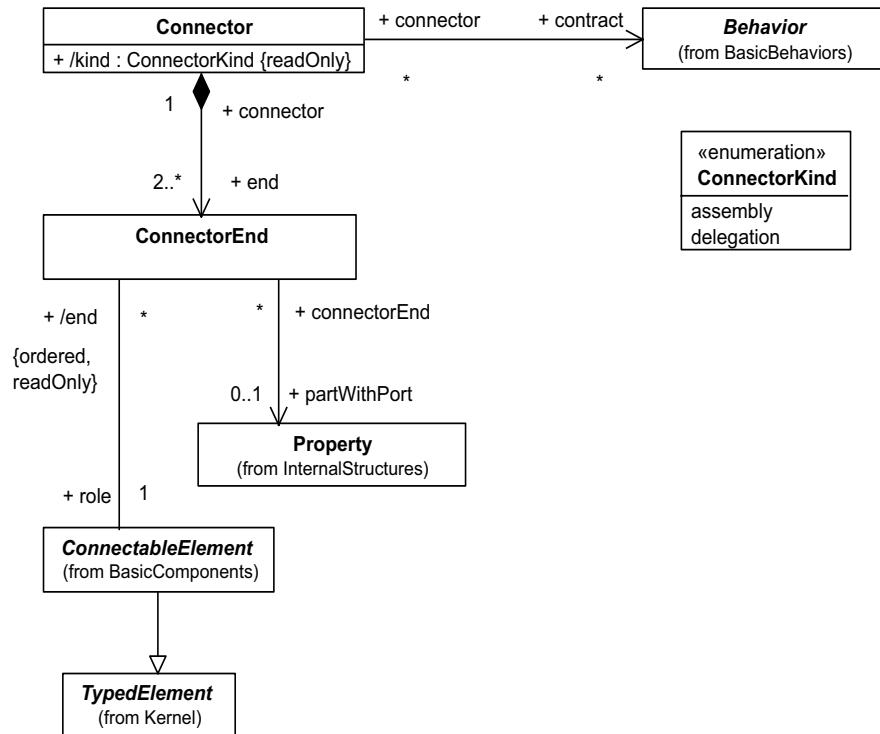 Connector
+ /kind : ConnectorKind {readOnly}
+ connector
+ contract
*
*
Behavior
(from BasicBehaviors)
1
+ connector
2..*
+ end
«enumeration»
ConnectorKind
assembly
delegation
ConnectorEnd
+ /end
*
{ordered,
readOnly}
*
+ connectorEnd
0..1
+ partWithPort
Property
(from InternalStructures)
+ role
1
ConnectableElement
(from BasicComponents)
TypedElement
(from Kernel)